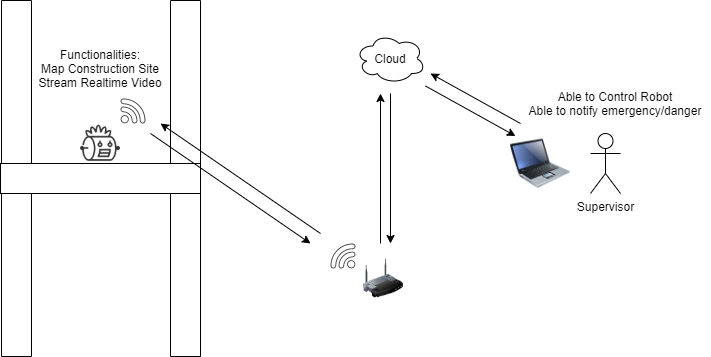 Functionalities:
Map Construction Site
Stream Realtime Video
Cloud
Able to Control Robot
Able to notify emergency/danger
Supervisor